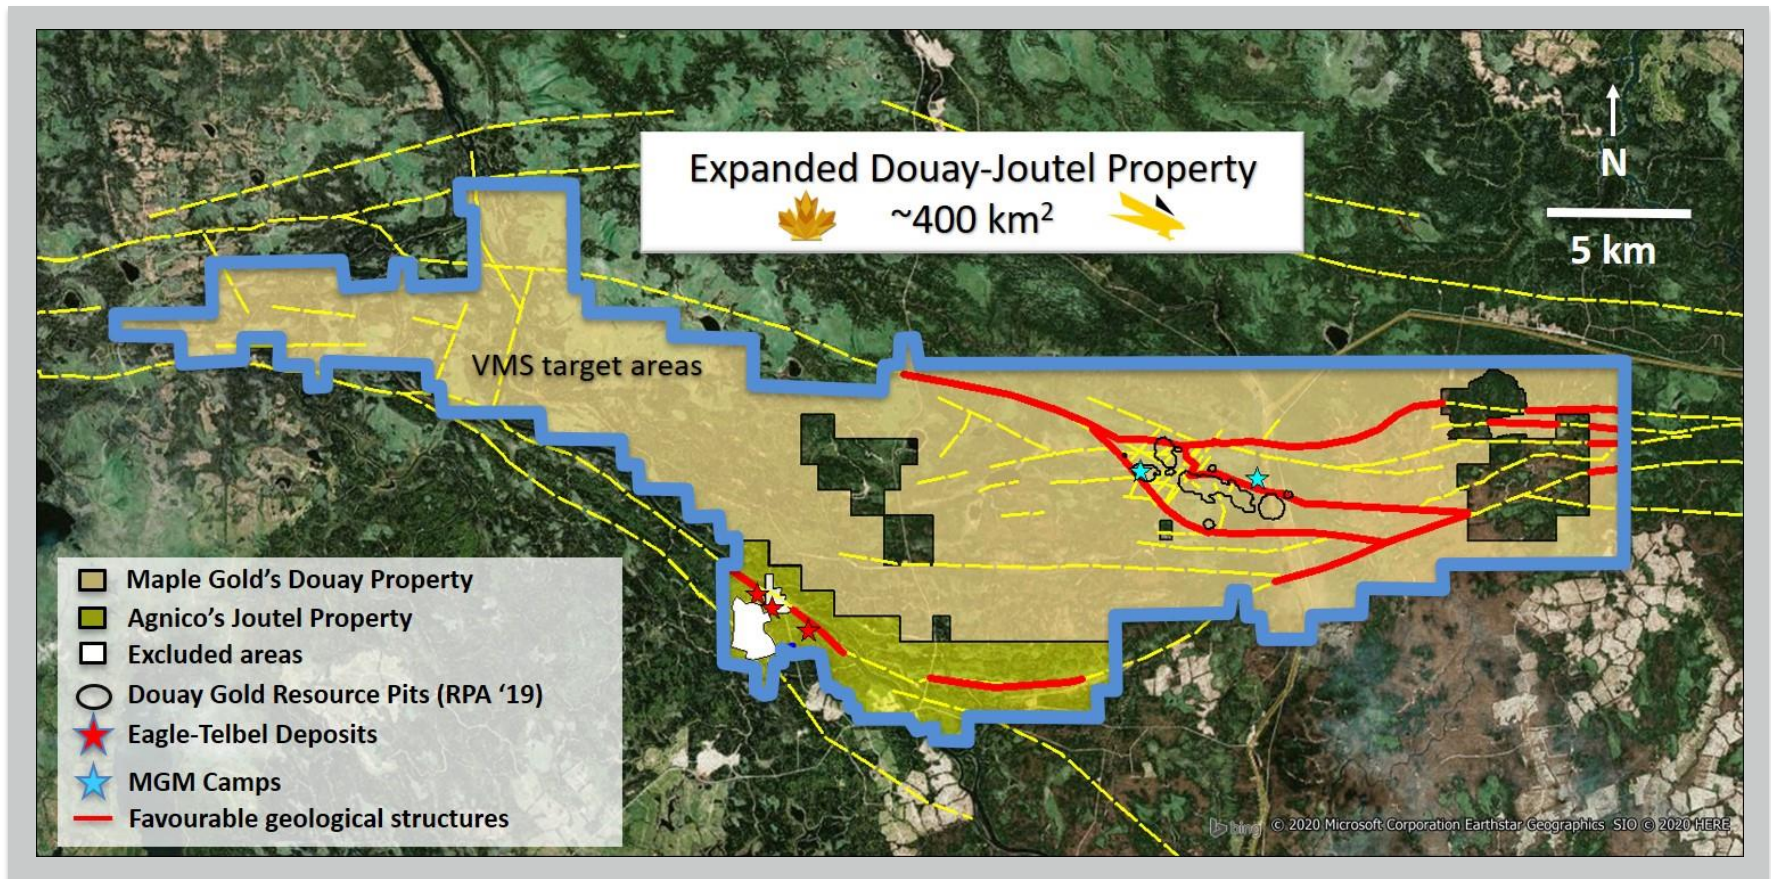 Expanded Douay-Joutel Property
~400 km²
N
5 km
VMS target areas
Maple Gold's Douay Property
Agnico's Joutel Property
Excluded areas
Douay Gold Resource Pits (RPA '19)
Eagle-Telbel Deposits
MGM Camps
Favourable geological structures
bing © 2020 Microsoft Corporation Earthstar Geographics SIO © 2020 HERE